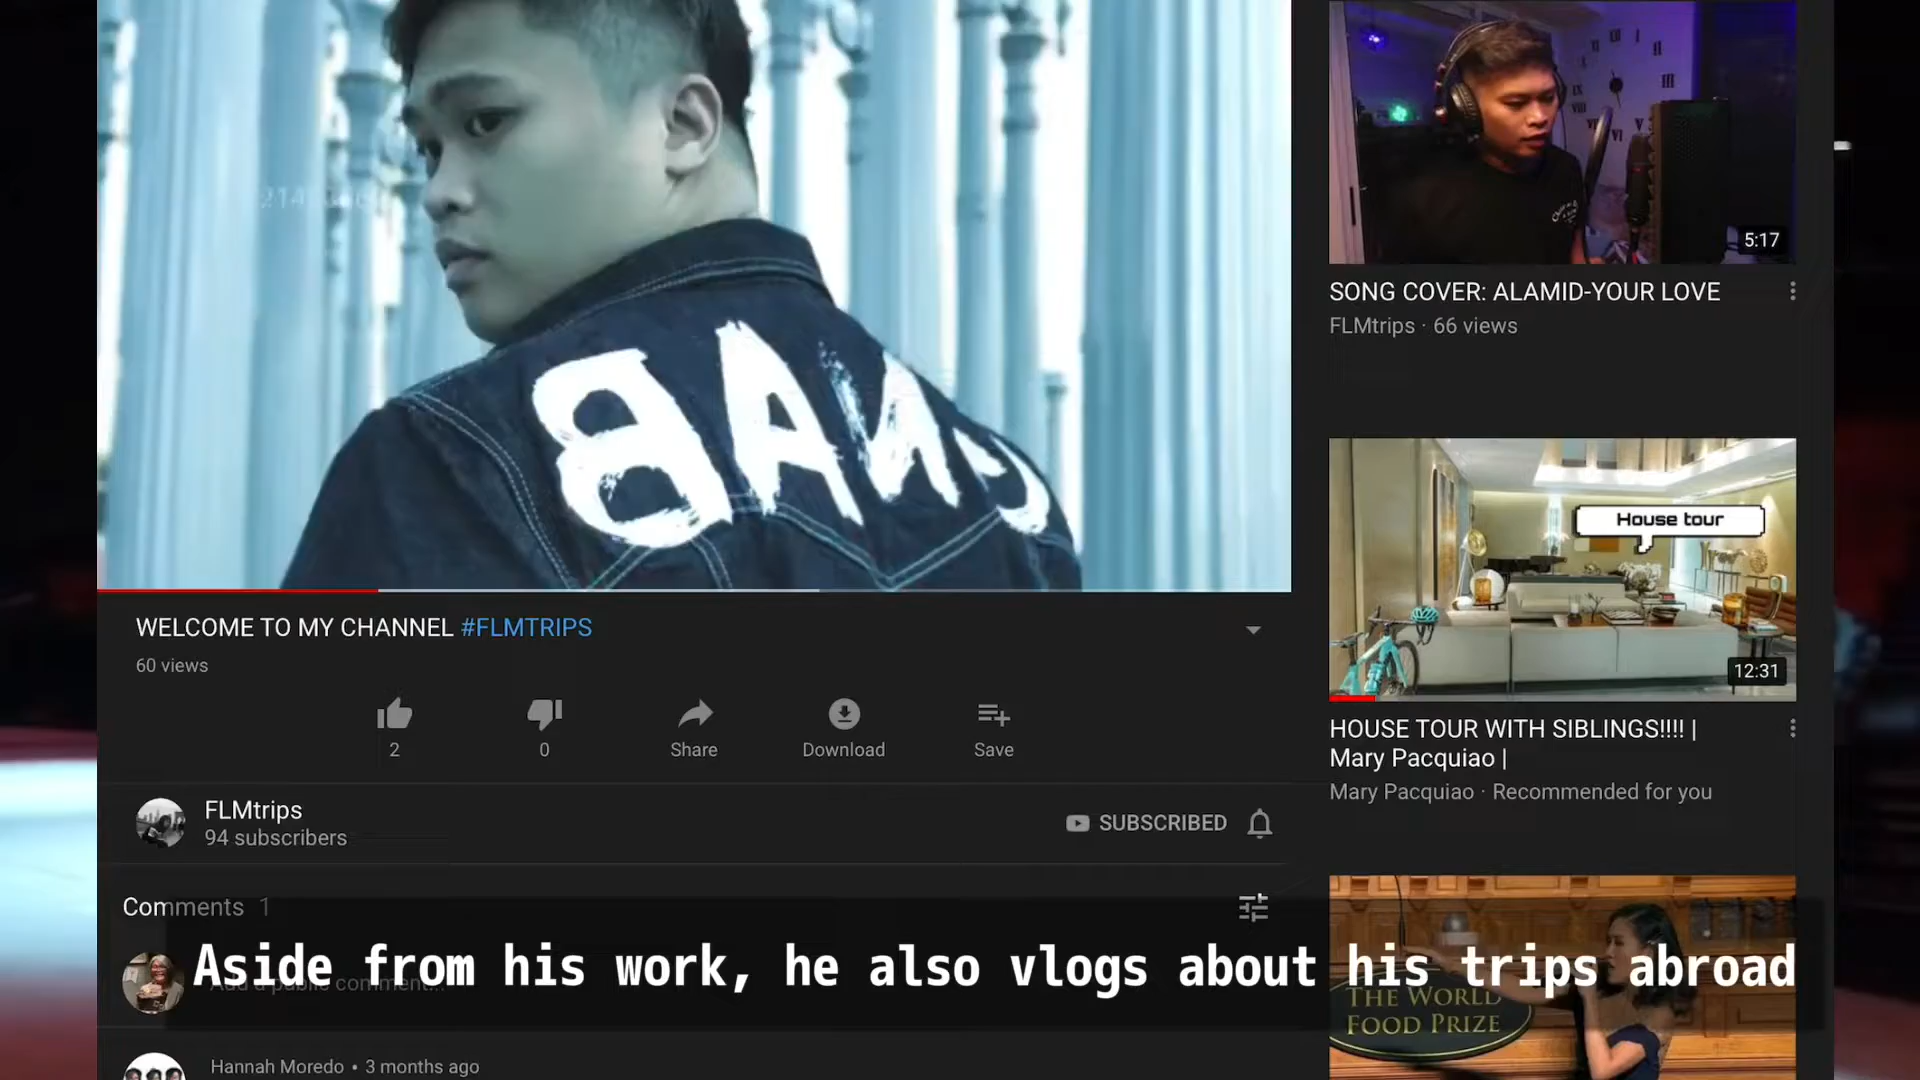 BANG
WELCOME TO MY CHANNEL #FLMTRIPS
60 views
2
0
Share
Download
Save
FLMtrips
94 subscribers
SUBSCRIBED
Comments 1
Add a public comment...
Hannah Moredo • 3 months ago
5:17
SONG COVER: ALAMID-YOUR LOVE
FLMtrips · 66 views
House tour
12:31
HOUSE TOUR WITH SIBLINGS!!!! |
Mary Pacquiao |
Mary Pacquiao · Recommended for you
THE WORLD
FOOD PRIZE
Aside from his work, he also vlogs about his trips abroad